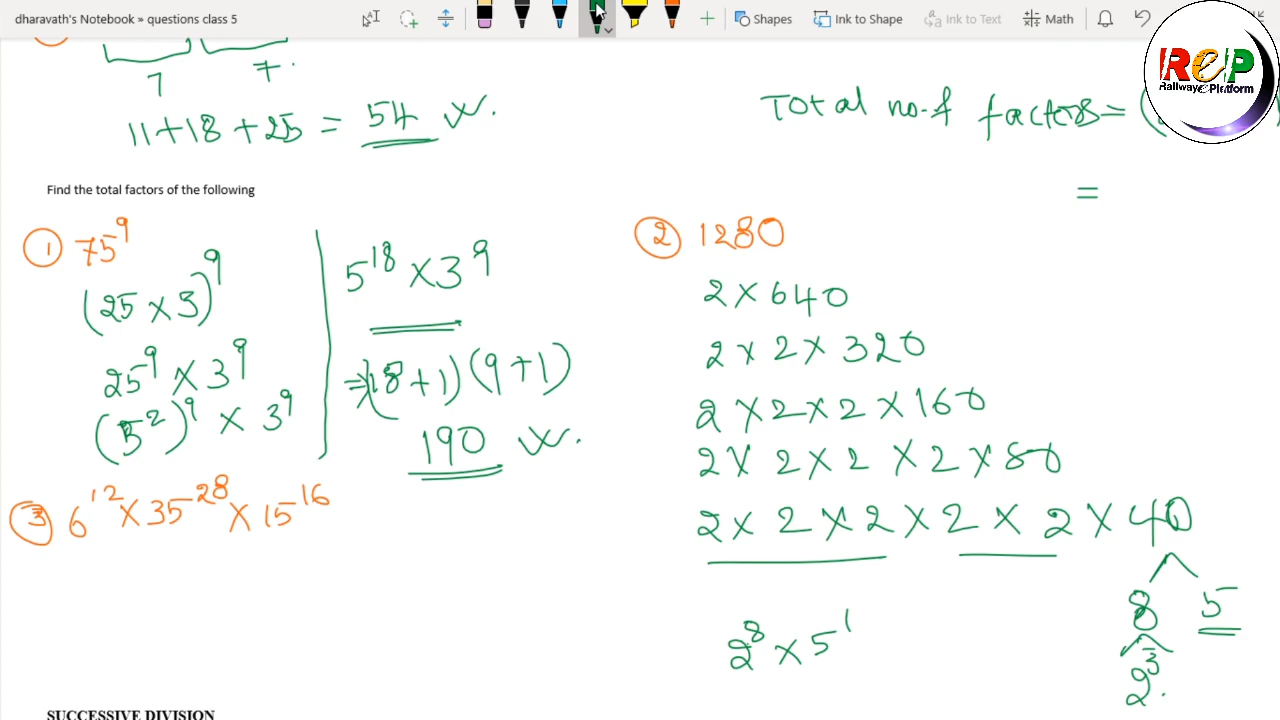 dharavath's Notebook » questions class 5
Shapes
Ink to Shape
Ink to Text
Math
RCP
Railways Platform
7 7
11+18+25 = 54
Total no.of factors = (
=
Find the total factors of the following
① 75⁹
(25 × 3)⁹
25⁹ × 3⁹
(5²)⁹ × 3⁹
5¹⁸ × 3⁹
⇒ (18+1)(9+1)
190
② 1280
2 × 640
2 × 2 × 320
2 × 2 × 2 × 160
2 × 2 × 2 × 2 × 80
2 × 2 × 2 × 2 × 2 × 40
8 5
2³
2⁸ × 5¹
③ 6¹² × 35²⁸ × 15¹⁶
SUCCESSIVE DIVISION